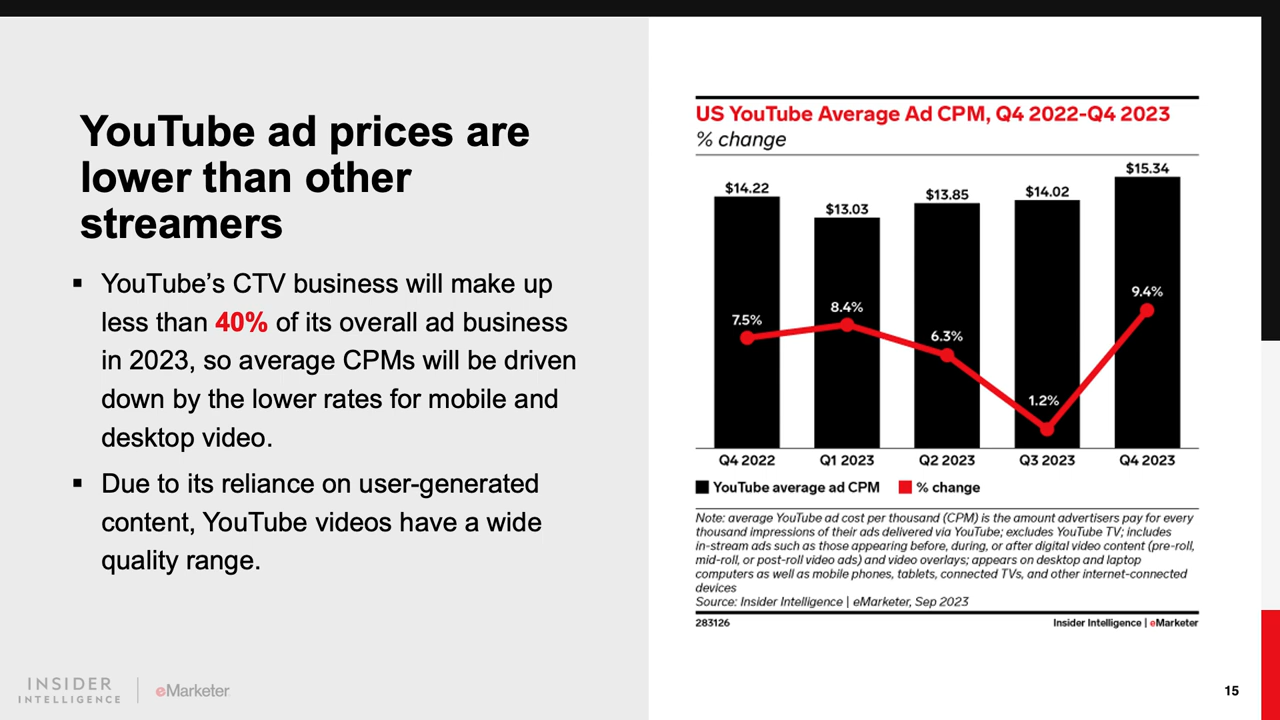 YouTube ad prices are
lower than other
streamers
▪ YouTube’s CTV business will make up
less than 40% of its overall ad business
in 2023, so average CPMs will be driven
down by the lower rates for mobile and
desktop video.
▪ Due to its reliance on user-generated
content, YouTube videos have a wide
quality range.
INSIDER
INTELLIGENCE
eMarketer
US YouTube Average Ad CPM, Q4 2022-Q4 2023
% change
$14.22
$13.03
$13.85
$14.02
$15.34
7.5%
8.4%
6.3%
1.2%
9.4%
Q4 2022 Q1 2023 Q2 2023 Q3 2023 Q4 2023
YouTube average ad CPM % change
Note: average YouTube ad cost per thousand (CPM) is the amount advertisers pay for every
thousand impressions of their ads delivered via YouTube; excludes YouTube TV; includes
in-stream ads such as those appearing before, during, or after digital video content (pre-roll,
mid-roll, or post-roll video ads) and video overlays; appears on desktop and laptop
computers as well as mobile phones, tablets, connected TVs, and other internet-connected
devices
Source: Insider Intelligence | eMarketer, Sep 2023
283126 Insider Intelligence | eMarketer
15